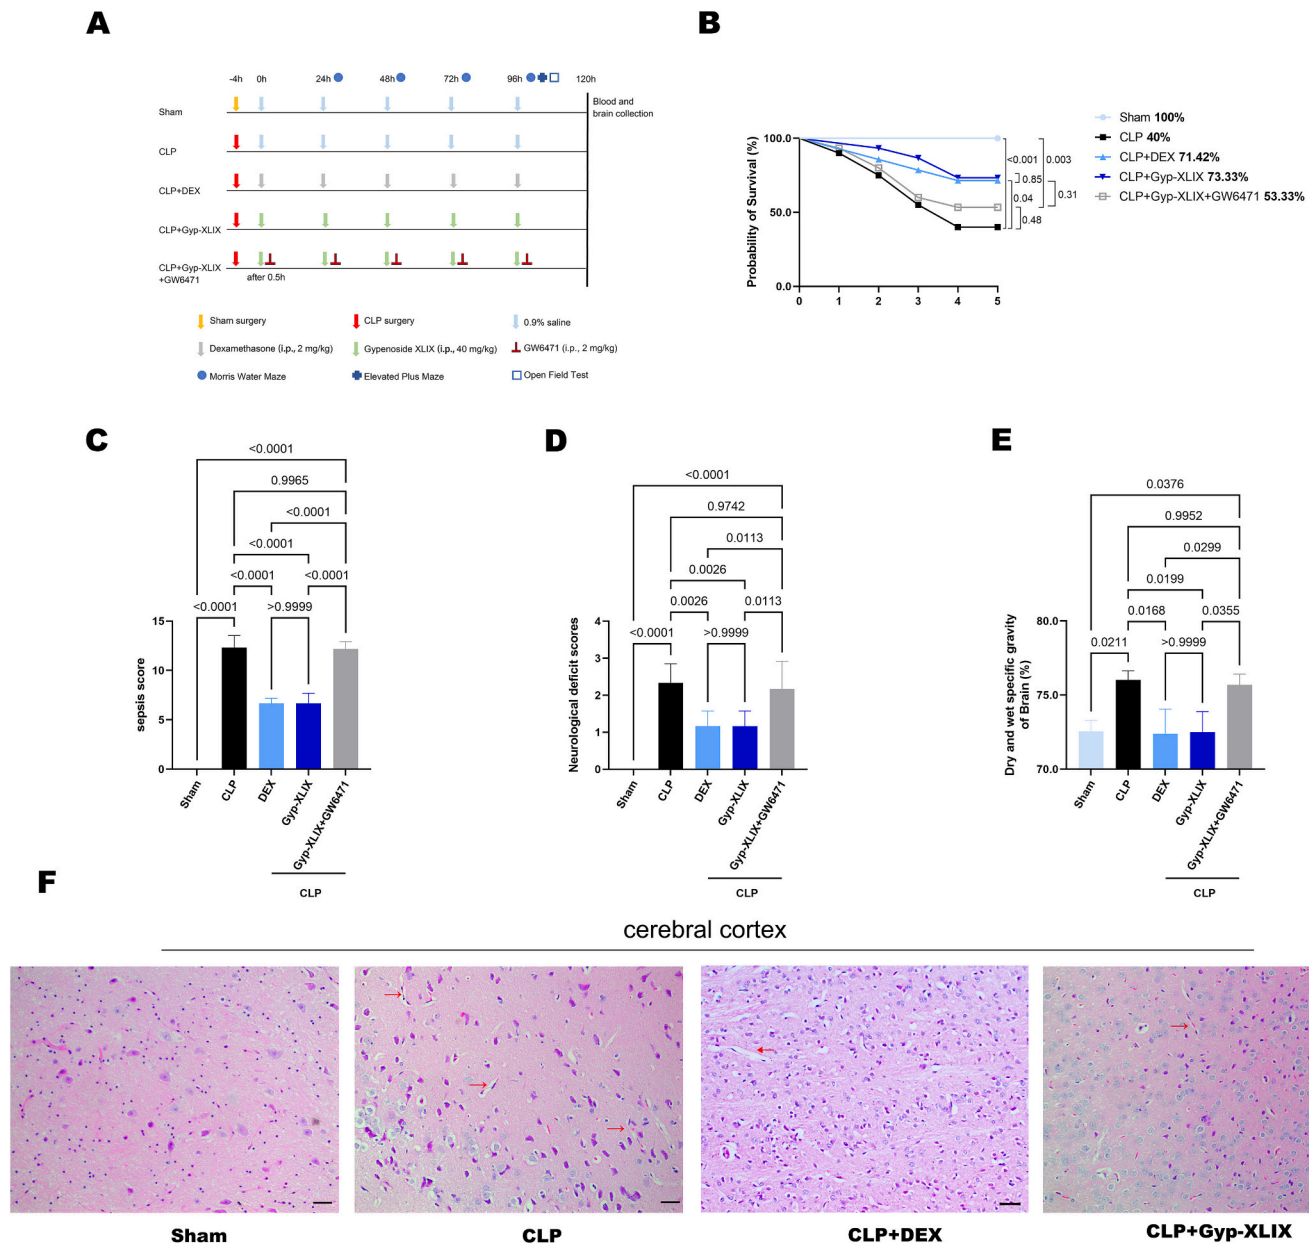 A
-4h 0h 24h 48h 72h 96h 120h
Sham
Blood and
brain collection
CLP
CLP+DEX
CLP+Gyp-XLIX
CLP+Gyp-XLIX
+GW6471
after 0.5h
Sham surgery
CLP surgery
0.9% saline
Dexamethasone (i.p., 2 mg/kg)
Gypenoside XLIX (i.p., 40 mg/kg)
GW6471 (i.p., 2 mg/kg)
Morris Water Maze
Elevated Plus Maze
Open Field Test
B
Probability of Survival (%)
100.0
50.0
0.0
0 1 2 3 4 5
<0.001
0.003
0.85
0.04
0.31
0.48
Sham 100%
CLP 40%
CLP+DEX 71.42%
CLP+Gyp-XLIX 73.33%
CLP+Gyp-XLIX+GW6471 53.33%
C
<0.0001
0.9965
<0.0001
<0.0001
<0.0001 <0.0001
<0.0001 >0.9999
sepsis score
15
10
5
0
Sham
CLP
DEX
Gyp-XLIX
Gyp-XLIX+GW6471
CLP
D
<0.0001
0.9742
0.0113
0.0026
0.0026 0.0113
<0.0001 >0.9999
Neurological deficit scores
4
3
2
1
0
Sham
CLP
DEX
Gyp-XLIX
Gyp-XLIX+GW6471
CLP
E
0.0376
0.9952
0.0299
0.0199
0.0168 0.0355
0.0211 >0.9999
Dry and wet specific gravity
of Brain (%)
80.0
75.0
70.0
Sham
CLP
DEX
Gyp-XLIX
Gyp-XLIX+GW6471
CLP
F
cerebral cortex
Sham
CLP
CLP+DEX
CLP+Gyp-XLIX